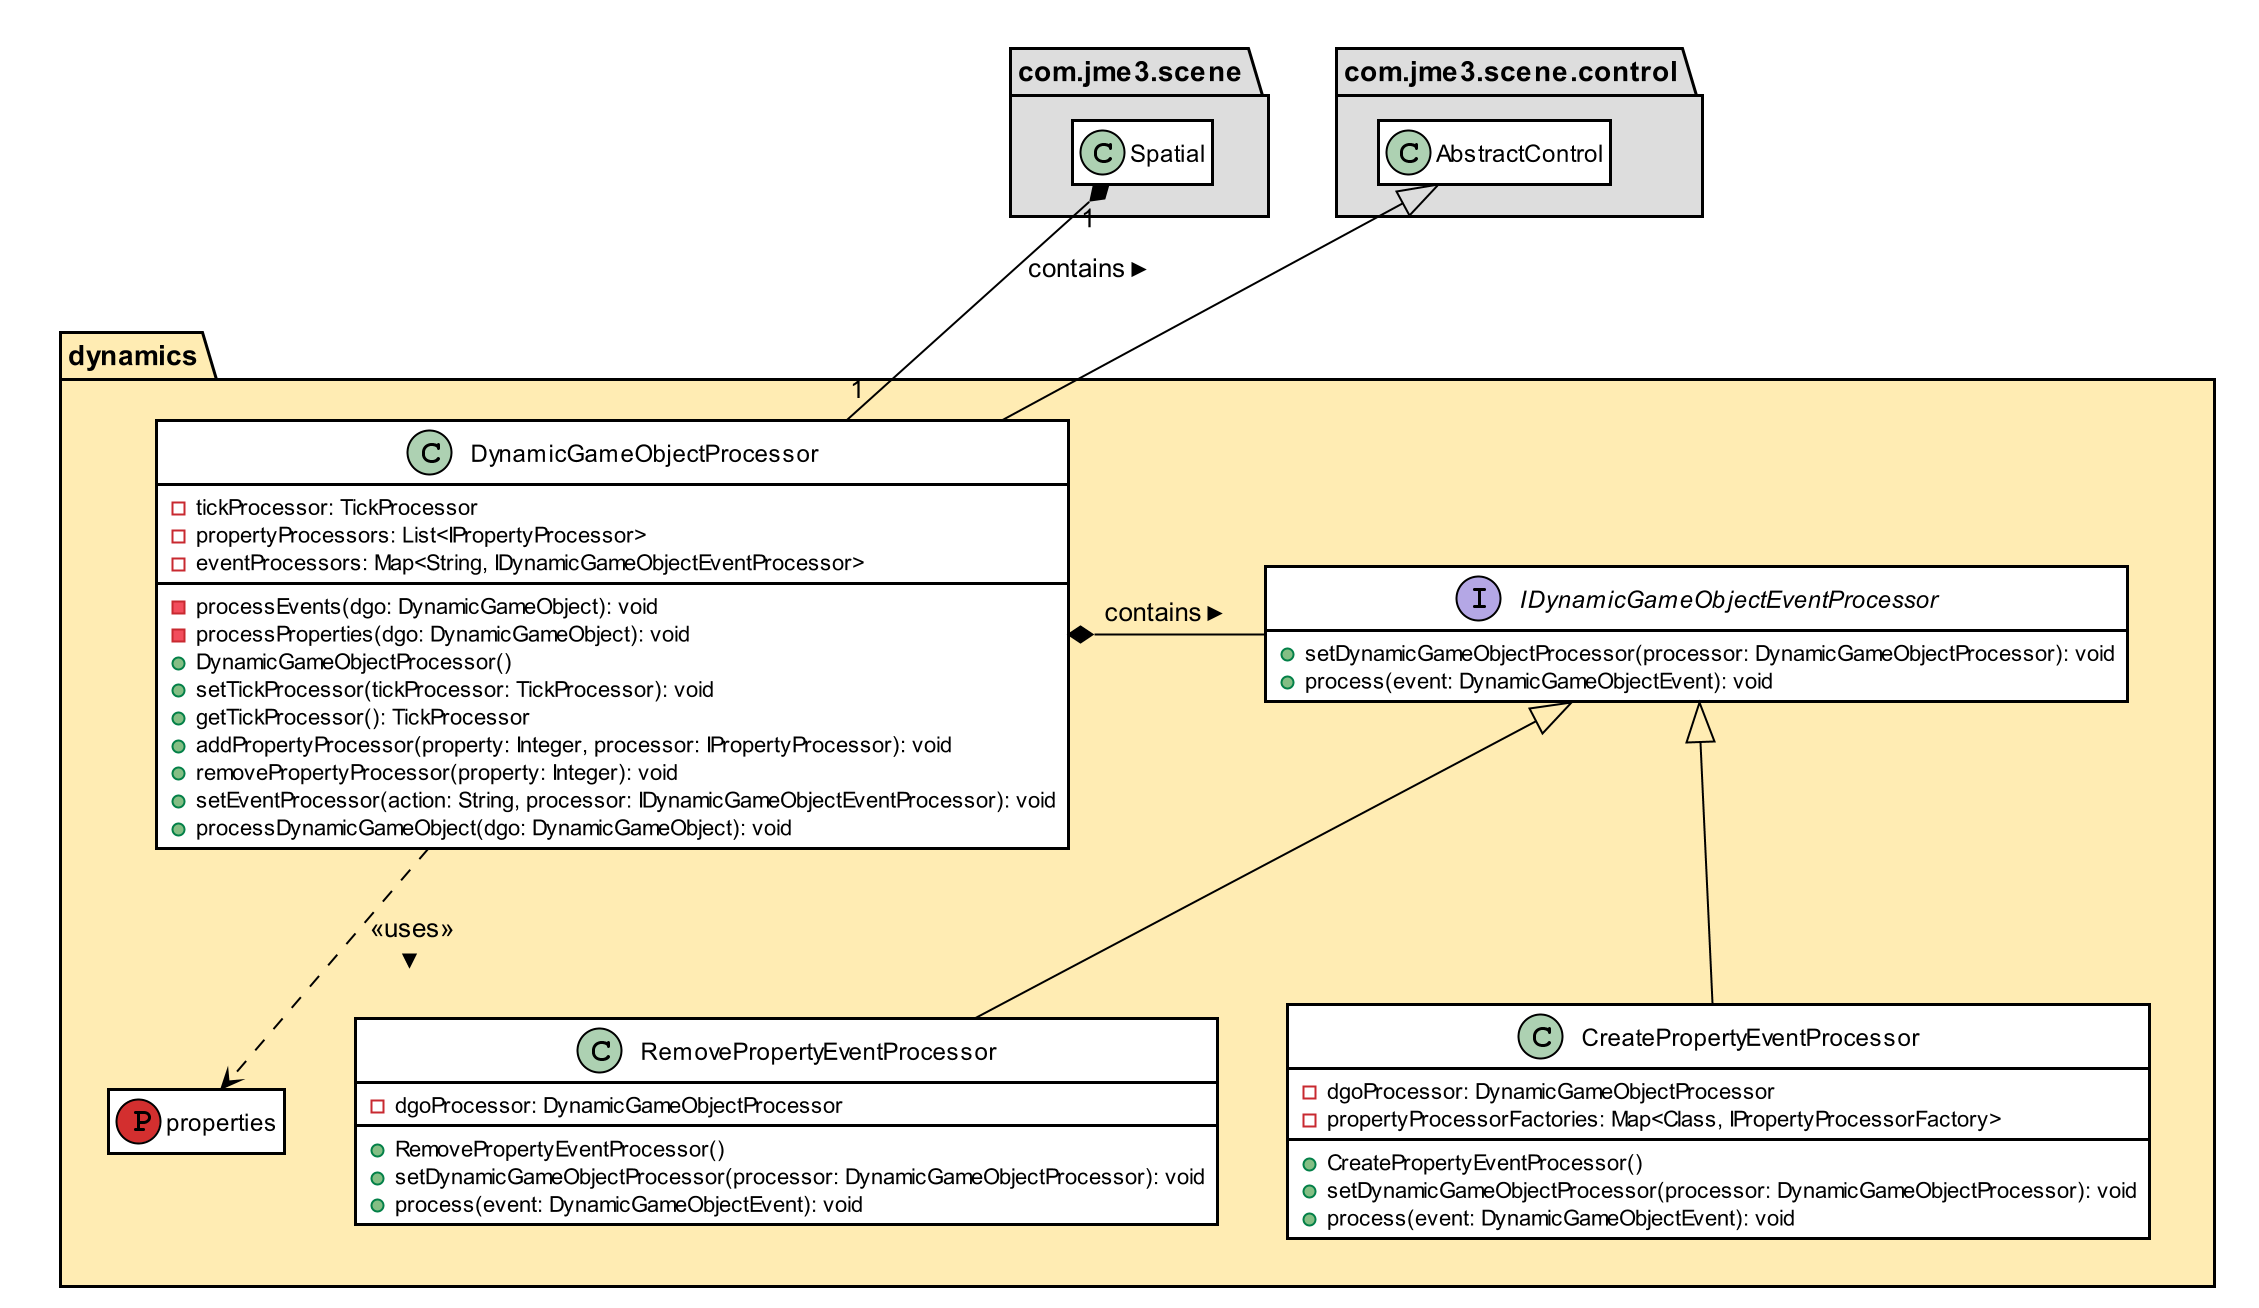 com.jme3.scene
com.jme3.scene.control
C Spatial
C AbstractControl
1
contains ►
dynamics
1
C DynamicGameObjectProcessor
tickProcessor: TickProcessor
propertyProcessors: List<IPropertyProcessor>
eventProcessors: Map<String, IDynamicGameObjectEventProcessor>
processEvents(dgo: DynamicGameObject): void
processProperties(dgo: DynamicGameObject): void
DynamicGameObjectProcessor()
setTickProcessor(tickProcessor: TickProcessor): void
getTickProcessor(): TickProcessor
addPropertyProcessor(property: Integer, processor: IPropertyProcessor): void
removePropertyProcessor(property: Integer): void
setEventProcessor(action: String, processor: IDynamicGameObjectEventProcessor): void
processDynamicGameObject(dgo: DynamicGameObject): void
contains ►
I IDynamicGameObjectEventProcessor
setDynamicGameObjectProcessor(processor: DynamicGameObjectProcessor): void
process(event: DynamicGameObjectEvent): void
«uses»
▼
P properties
C RemovePropertyEventProcessor
dgoProcessor: DynamicGameObjectProcessor
RemovePropertyEventProcessor()
setDynamicGameObjectProcessor(processor: DynamicGameObjectProcessor): void
process(event: DynamicGameObjectEvent): void
C CreatePropertyEventProcessor
dgoProcessor: DynamicGameObjectProcessor
propertyProcessorFactories: Map<Class, IPropertyProcessorFactory>
CreatePropertyEventProcessor()
setDynamicGameObjectProcessor(processor: DynamicGameObjectProcessor): void
process(event: DynamicGameObjectEvent): void